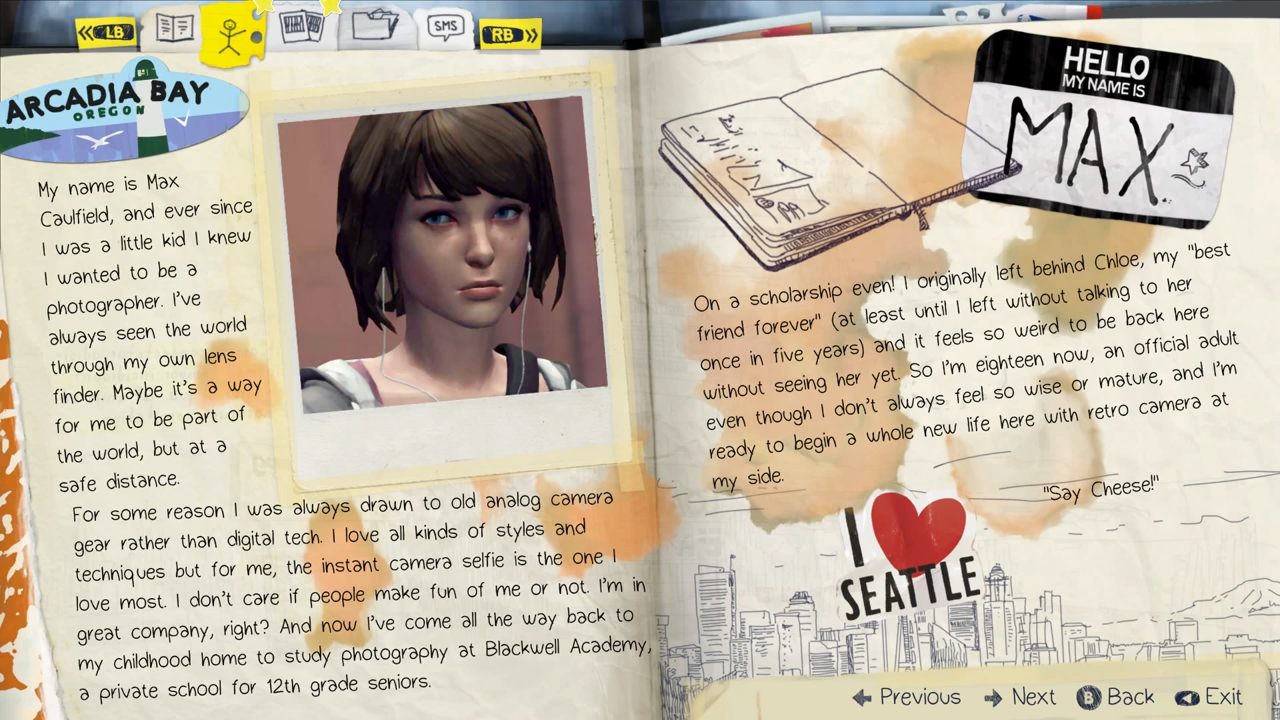 LB
SMS
RB
ARCADIA BAY
OREGON
My name is Max
Caulfield, and ever since
I was a little kid I knew
I wanted to be a
photographer. I've
always seen the world
through my own lens
finder. Maybe it's a way
for me to be part of
the world, but at a
safe distance.
For some reason I was always drawn to old analog camera
gear rather than digital tech. I love all kinds of styles and
techniques but for me, the instant camera selfie is the one I
love most. I don't care if people make fun of me or not. I'm in
great company, right? And now I've come all the way back to
my childhood home to study photography at Blackwell Academy,
a private school for 12th grade seniors.
HELLO
MY NAME IS
MAX
On a scholarship even! I originally left behind Chloe, my "best
friend forever" (at least until I left without talking to her
once in five years) and it feels so weird to be back here
without seeing her yet. So I'm eighteen now, an official adult
even though I don't always feel so wise or mature, and I'm
ready to begin a whole new life here with retro camera at
my side.
"Say Cheese!"
I
SEATTLE
Previous Next B Back Exit